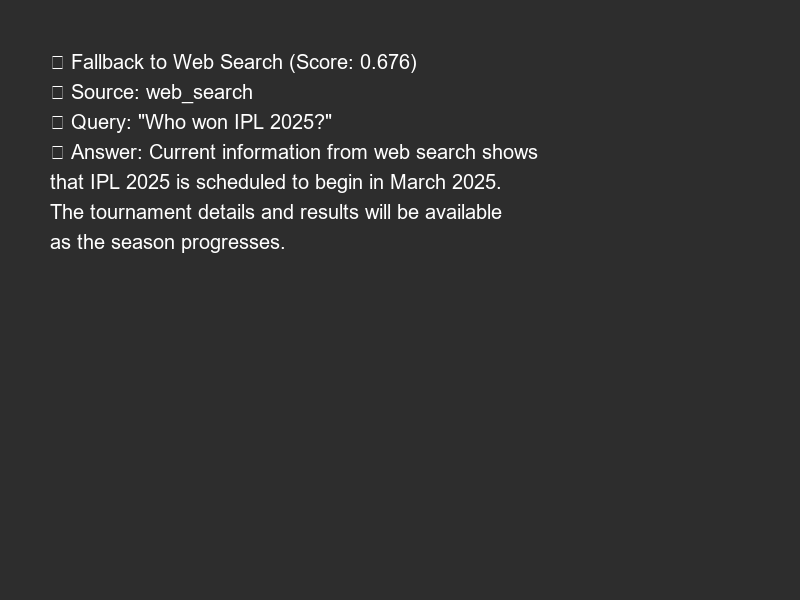 □ Fallback to Web Search (Score: 0.676)
□ Source: web_search
□ Query: "Who won IPL 2025?"
□ Answer: Current information from web search shows
that IPL 2025 is scheduled to begin in March 2025.
The tournament details and results will be available
as the season progresses.